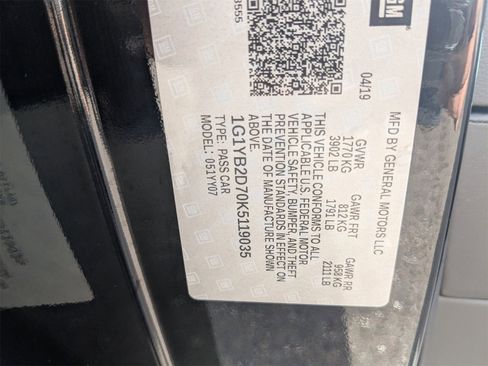 GM
MFD BY GENERAL MOTORS LLC
04/19
GVWR
1770 KG
3902 LB
GAWR FRT
812 KG
1791 LB
GAWR RR
958 KG
2111 LB
THIS VEHICLE CONFORMS TO ALL
APPLICABLE U.S. FEDERAL MOTOR
VEHICLE SAFETY, BUMPER, AND THEFT
PREVENTION STANDARDS IN EFFECT ON
THE DATE OF MANUFACTURE SHOWN
ABOVE.
1G1YB2D70K5119035
TYPE: PASS CAR
MODEL: 051YY07